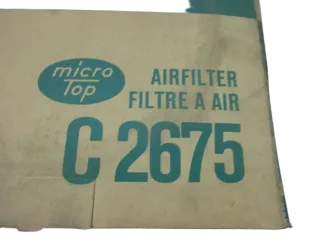 micro
Top
AIRFILTER
FILTRE A AIR
C 2675